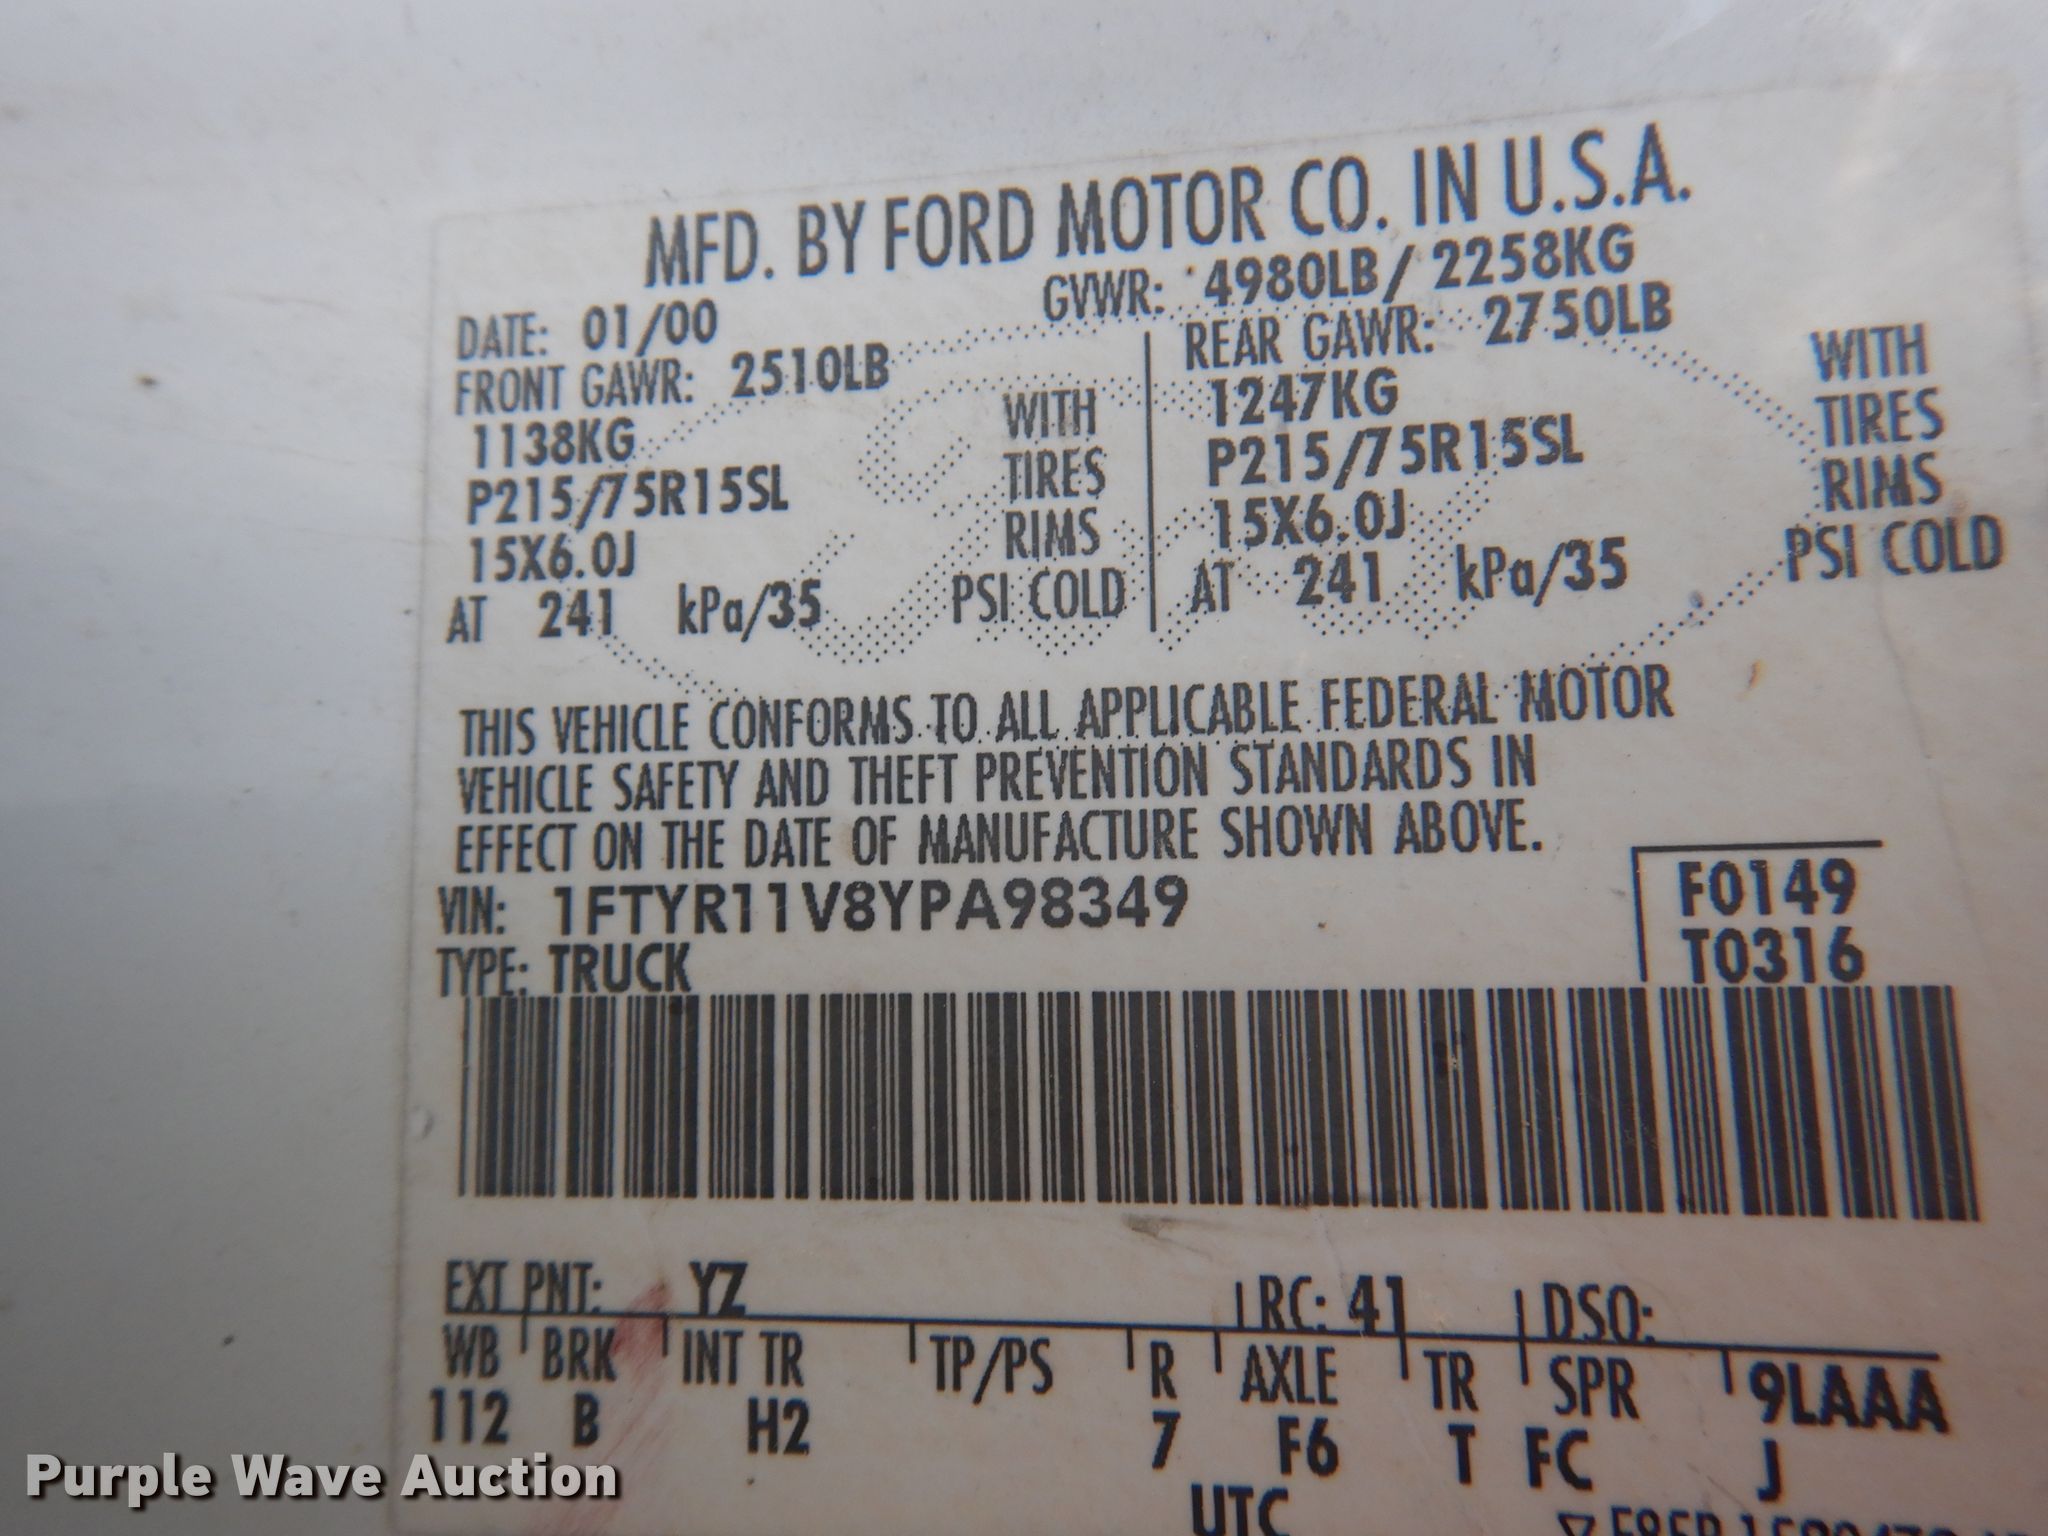 MFD. BY FORD MOTOR CO. IN U.S.A.
DATE: 01/00 GVWR: 4980LB/ 2258KG
FRONT GAWR: 2510LB REAR GAWR: 2750LB
1138KG WITH 1247KG WITH
P215/75R15SL TIRES P215/75R15SL TIRES
15X6.0J RIMS 15X6.0J RIMS
AT 241 kPa/35 PSI COLD AT 241 kPa/35 PSI COLD
THIS VEHICLE CONFORMS TO ALL APPLICABLE FEDERAL MOTOR
VEHICLE SAFETY AND THEFT PREVENTION STANDARDS IN
EFFECT ON THE DATE OF MANUFACTURE SHOWN ABOVE.
VIN: 1FTYR11V8YPA98349 F0149
TYPE: TRUCK T0316
EXT PNT: YZ RC: 41 DSO:
WB BRK INT TR TP/PS R AXLE TR SPR 9LAAA
112 B H2 7 F6 T FC J
UTC
Purple Wave Auction